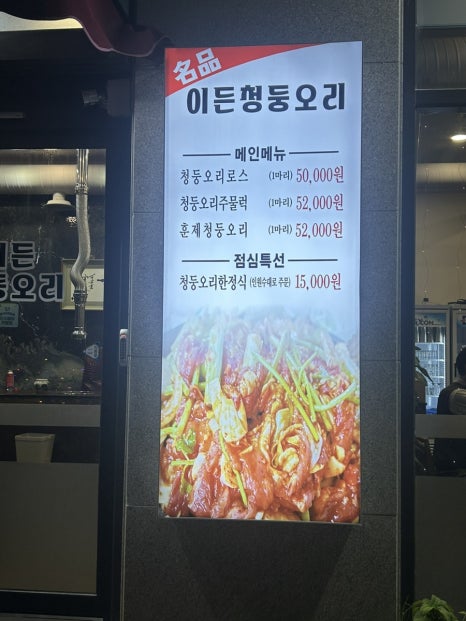 名品
이든청둥오리
메인메뉴
청둥오리로스 (1마리) 50,000원
청둥오리주물럭 (1마리) 52,000원
훈제청둥오리 (1마리) 52,000원
점심특선
청둥오리한정식 (인원수대로 주문) 15,000원
이든
둥오리